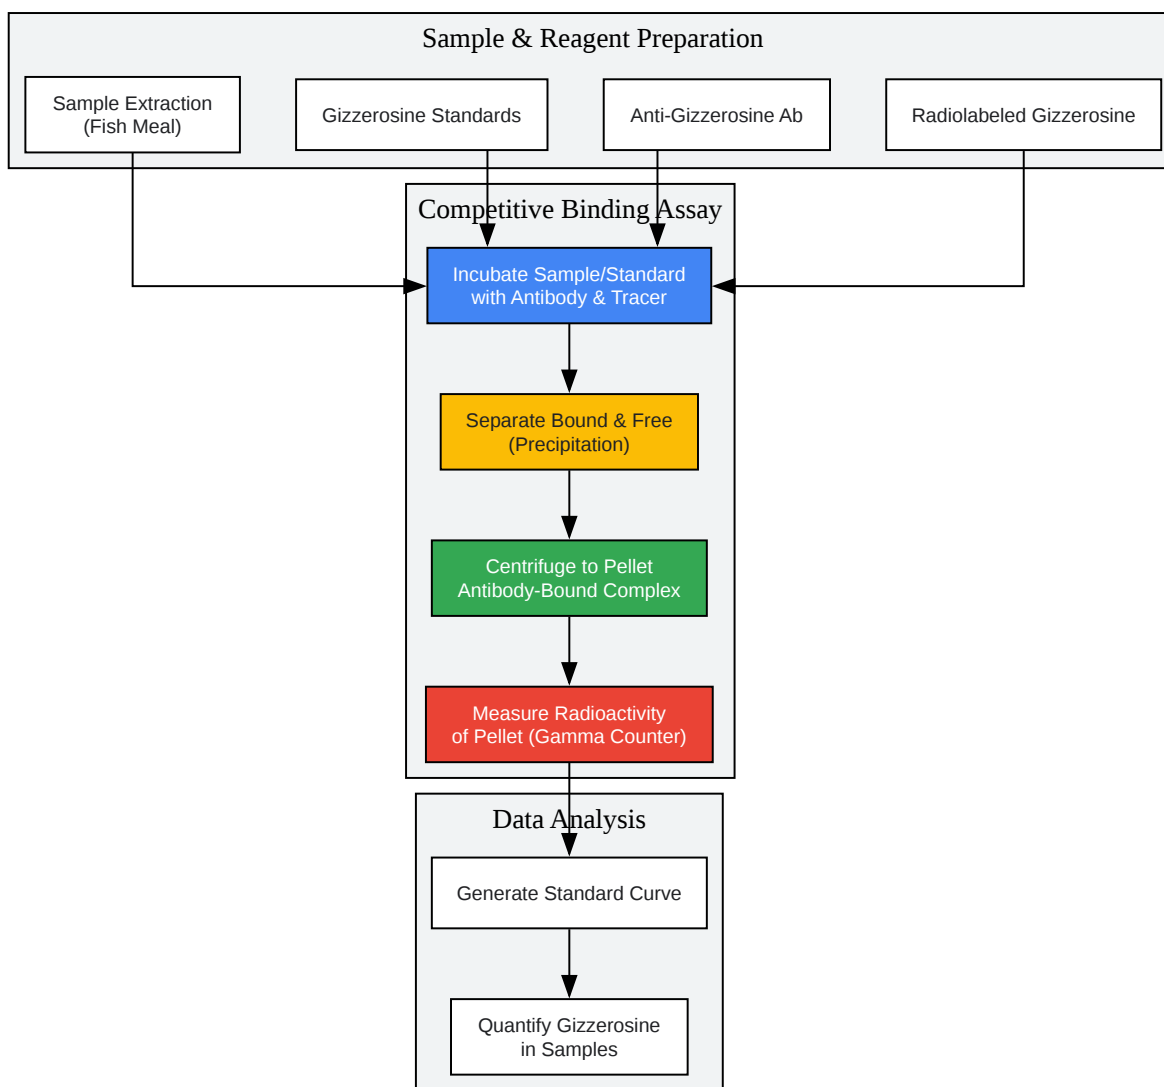 Sample & Reagent Preparation
Sample Extraction
(Fish Meal)
Gizzerosine Standards
Anti-Gizzerosine Ab
Radiolabeled Gizzerosine
Competitive Binding Assay
Incubate Sample/Standard
with Antibody & Tracer
Separate Bound & Free
(Precipitation)
Centrifuge to Pellet
Antibody-Bound Complex
Measure Radioactivity
of Pellet (Gamma Counter)
Data Analysis
Generate Standard Curve
Quantify Gizzerosine
in Samples